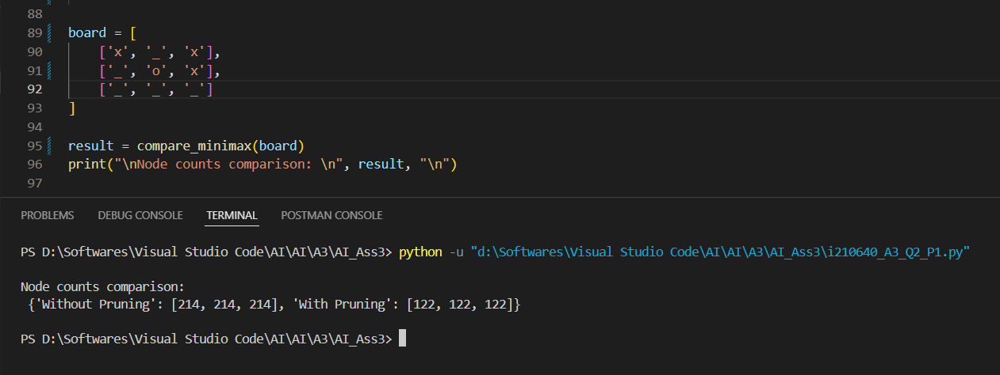 88
89 board = [
90 ['x', '_', 'x'],
91 ['_', 'o', 'x'],
92 ['_', '_', '_']
93 ]
94
95 result = compare_minimax(board)
96 print("\nNode counts comparison: \n", result, "\n")
97
PROBLEMS DEBUG CONSOLE TERMINAL POSTMAN CONSOLE
PS D:\Softwares\Visual Studio Code\AI\AI\A3\AI_Ass3> python -u "d:\Softwares\Visual Studio Code\AI\AI\A3\AI_Ass3\i210640_A3_Q2_P1.py"
Node counts comparison:
{'Without Pruning': [214, 214, 214], 'With Pruning': [122, 122, 122]}
PS D:\Softwares\Visual Studio Code\AI\AI\A3\AI_Ass3>